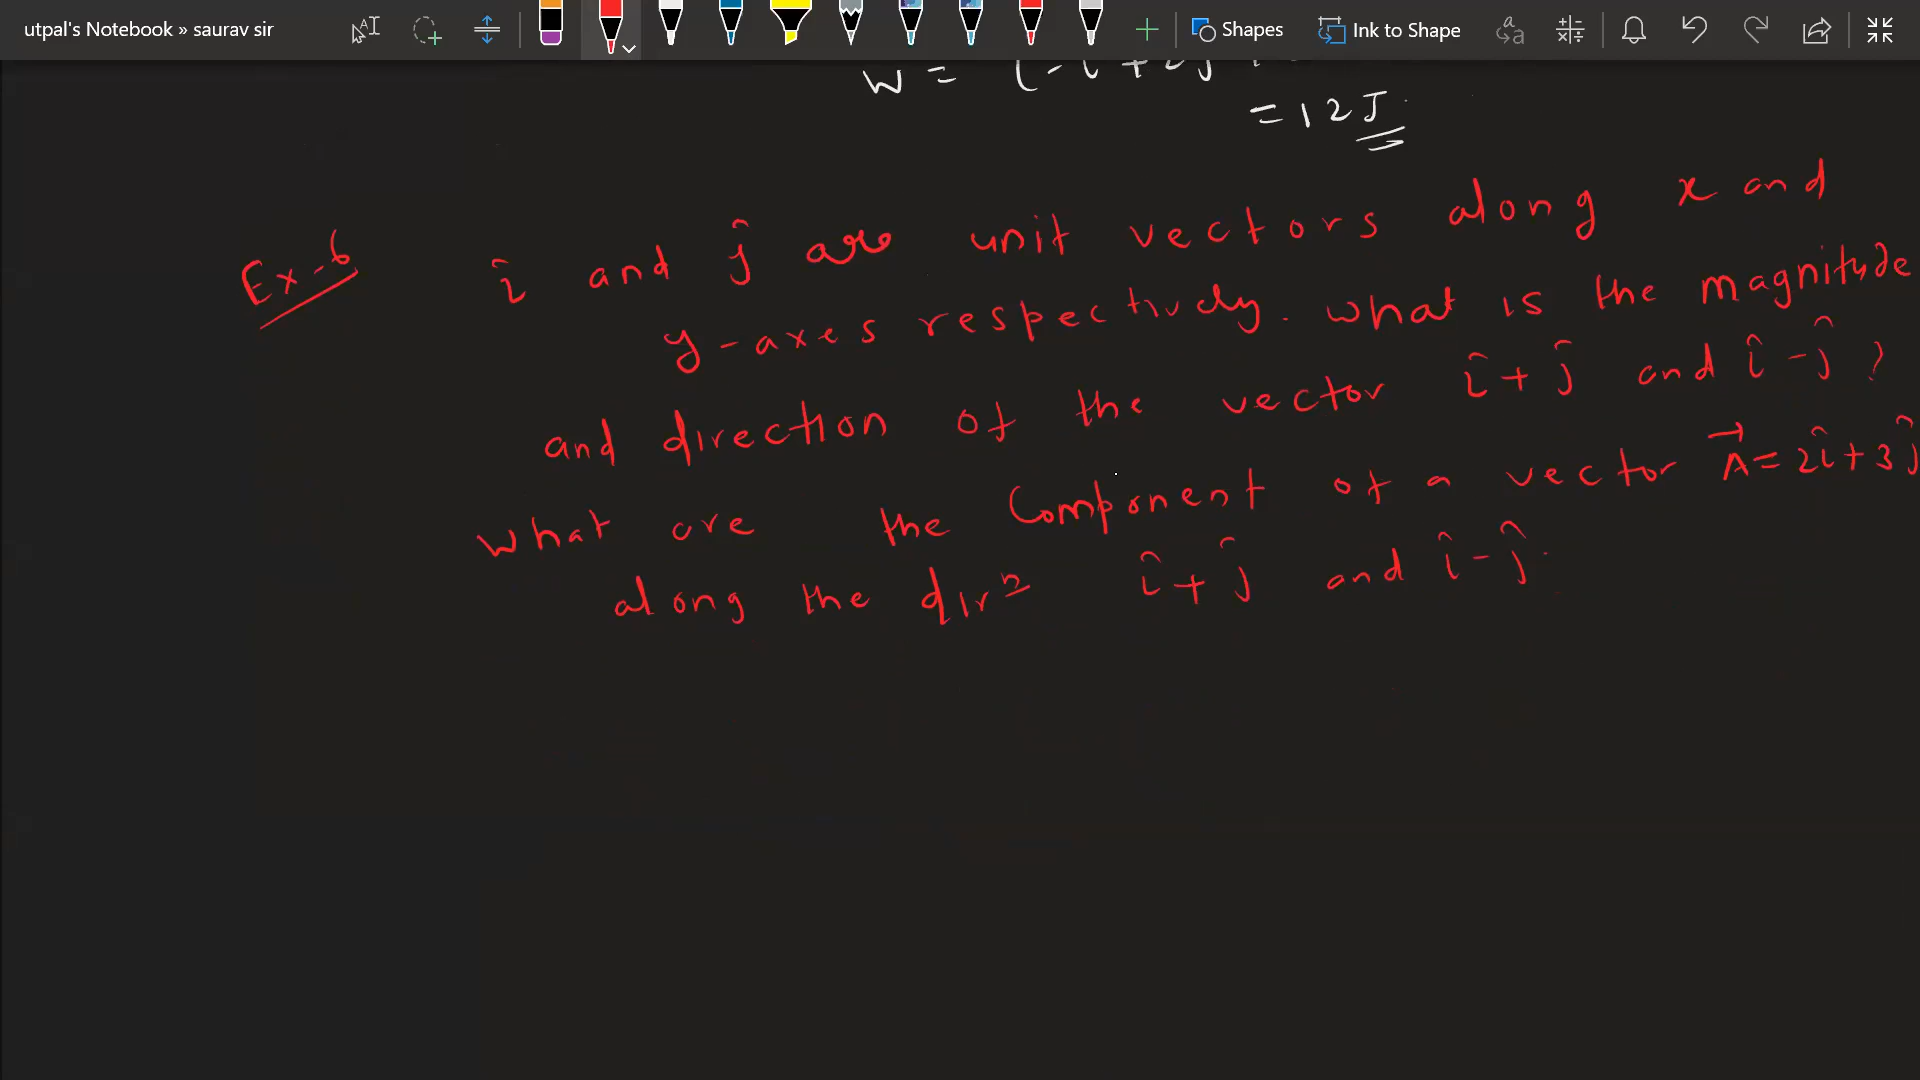 utpal's Notebook » saurav sir
Shapes
Ink to Shape
W =
= 12 J
Ex-6 î and ĵ are unit vectors along x and
y-axes respectively. What is the magnitude
and direction of the vector î + ĵ and î - ĵ ?
What are the component of a vector A⃗ = 2î + 3ĵ
along the dirⁿ î + ĵ and î - ĵ.